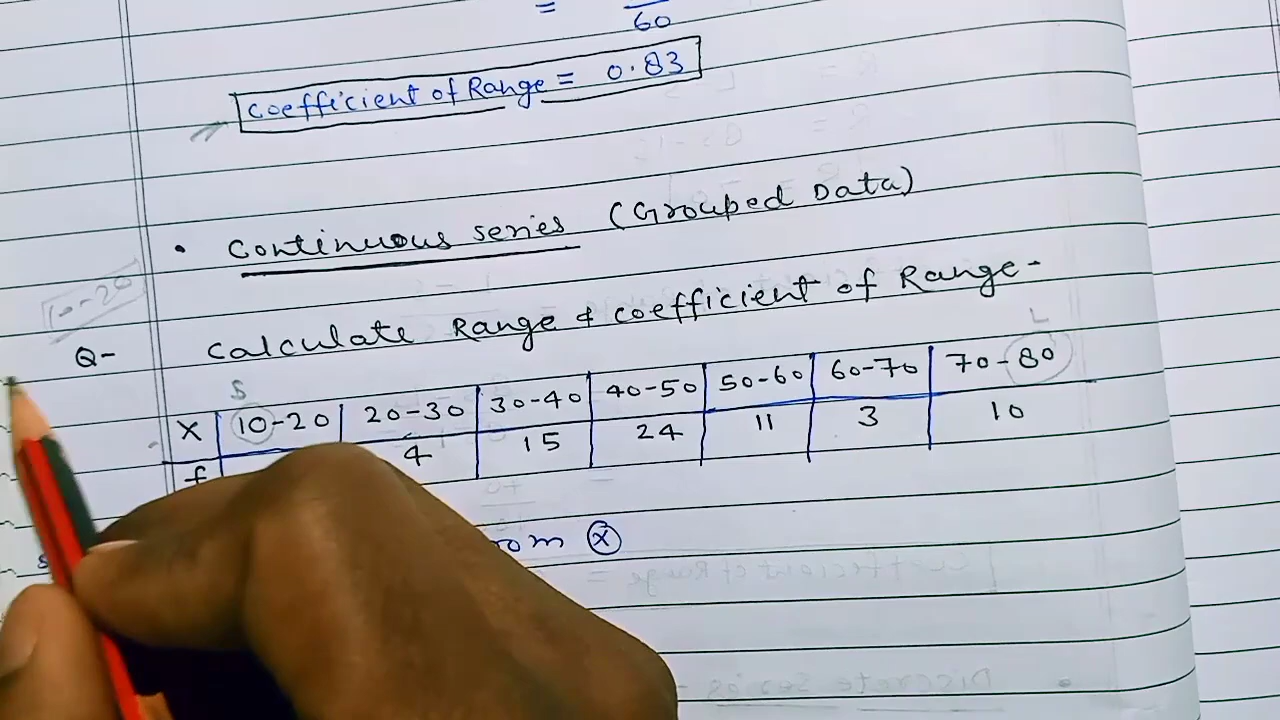 =
60
Coefficient of Range = 0.83
• Continuous series (Grouped Data)
10-20
Q- Calculate Range & coefficient of Range-
S L
X 10-20 20-30 30-40 40-50 50-60 60-70 70-80
f 4 15 24 11 3 10
om X